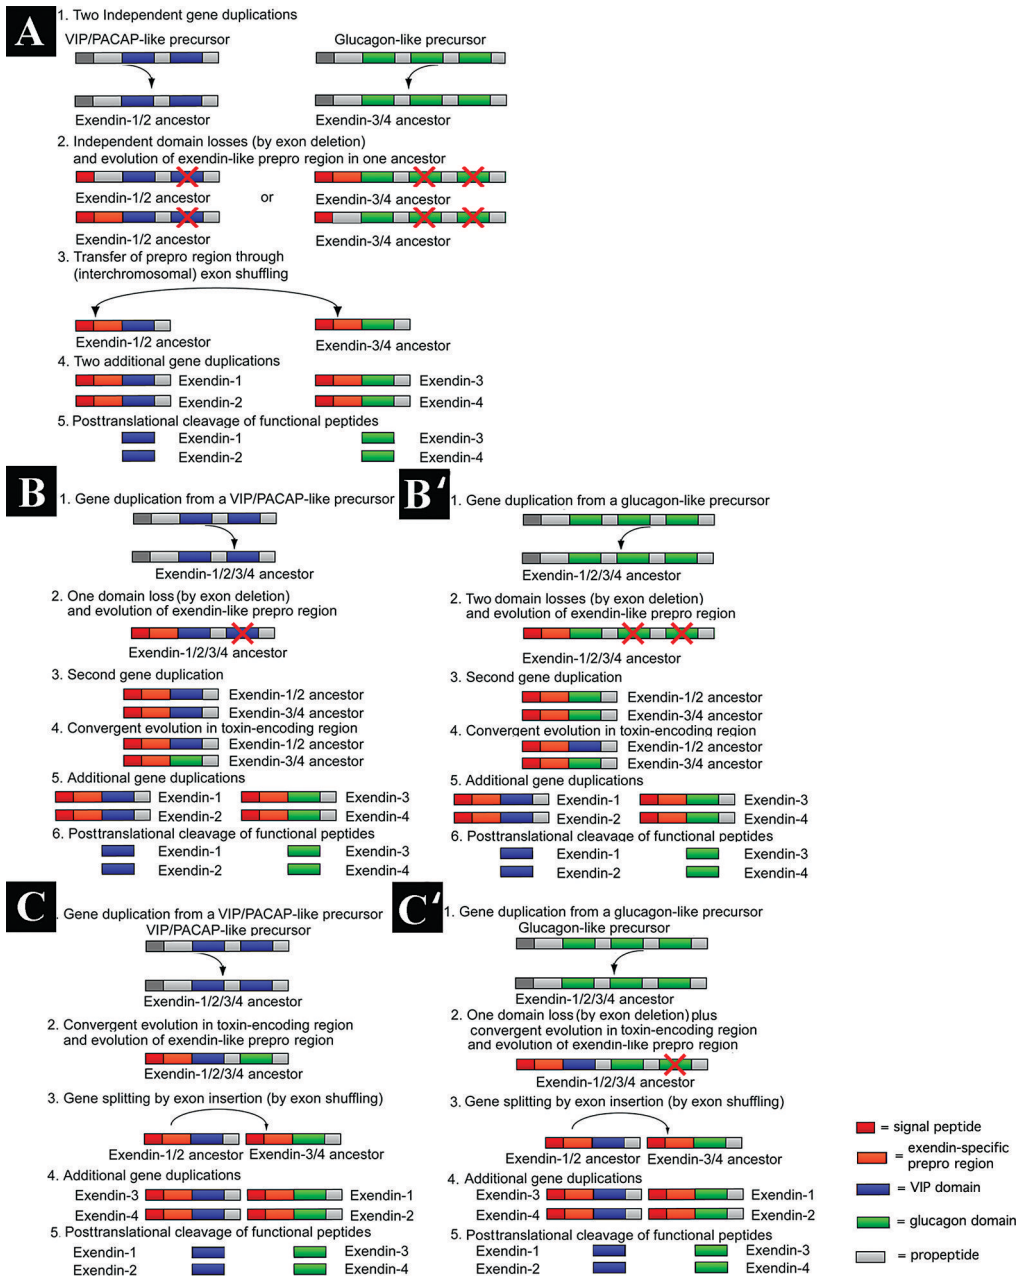 A
1. Two Independent gene duplications
VIP/PACAP-like precursor
Glucagon-like precursor
Exendin-1/2 ancestor
Exendin-3/4 ancestor
2. Independent domain losses (by exon deletion)
and evolution of exendin-like prepro region in one ancestor
Exendin-1/2 ancestor
or
Exendin-3/4 ancestor
Exendin-1/2 ancestor
Exendin-3/4 ancestor
3. Transfer of prepro region through
(interchromosomal) exon shuffling
Exendin-1/2 ancestor
Exendin-3/4 ancestor
4. Two additional gene duplications
Exendin-1
Exendin-3
Exendin-2
Exendin-4
5. Posttranslational cleavage of functional peptides
Exendin-1
Exendin-3
Exendin-2
Exendin-4
B
1. Gene duplication from a VIP/PACAP-like precursor
Exendin-1/2/3/4 ancestor
2. One domain loss (by exon deletion)
and evolution of exendin-like prepro region
Exendin-1/2/3/4 ancestor
3. Second gene duplication
Exendin-1/2 ancestor
Exendin-3/4 ancestor
4. Convergent evolution in toxin-encoding region
Exendin-1/2 ancestor
Exendin-3/4 ancestor
5. Additional gene duplications
Exendin-1
Exendin-3
Exendin-2
Exendin-4
6. Posttranslational cleavage of functional peptides
Exendin-1
Exendin-3
Exendin-2
Exendin-4
B'
1. Gene duplication from a glucagon-like precursor
Exendin-1/2/3/4 ancestor
2. Two domain losses (by exon deletion)
and evolution of exendin-like prepro region
Exendin-1/2/3/4 ancestor
3. Second gene duplication
Exendin-1/2 ancestor
Exendin-3/4 ancestor
4. Convergent evolution in toxin-encoding region
Exendin-1/2 ancestor
Exendin-3/4 ancestor
5. Additional gene duplications
Exendin-1
Exendin-3
Exendin-2
Exendin-4
6. Posttranslational cleavage of functional peptides
Exendin-1
Exendin-3
Exendin-2
Exendin-4
C
. Gene duplication from a VIP/PACAP-like precursor
VIP/PACAP-like precursor
Exendin-1/2/3/4 ancestor
2. Convergent evolution in toxin-encoding region
and evolution of exendin-like prepro region
Exendin-1/2/3/4 ancestor
3. Gene splitting by exon insertion (by exon shuffling)
Exendin-1/2 ancestor
Exendin-3/4 ancestor
4. Additional gene duplications
Exendin-3
Exendin-1
Exendin-4
Exendin-2
5. Posttranslational cleavage of functional peptides
Exendin-1
Exendin-3
Exendin-2
Exendin-4
C'
1. Gene duplication from a glucagon-like precursor
Glucagon-like precursor
Exendin-1/2/3/4 ancestor
2. One domain loss (by exon deletion) plus
convergent evolution in toxin-encoding region
and evolution of exendin-like prepro region
Exendin-1/2/3/4 ancestor
3. Gene splitting by exon insertion (by exon shuffling)
Exendin-1/2 ancestor
Exendin-3/4 ancestor
4. Additional gene duplications
Exendin-3
Exendin-1
Exendin-4
Exendin-2
5. Posttranslational cleavage of functional peptides
Exendin-1
Exendin-3
Exendin-2
Exendin-4
= signal peptide
= exendin-specific
prepro region
= VIP domain
= glucagon domain
= propeptide